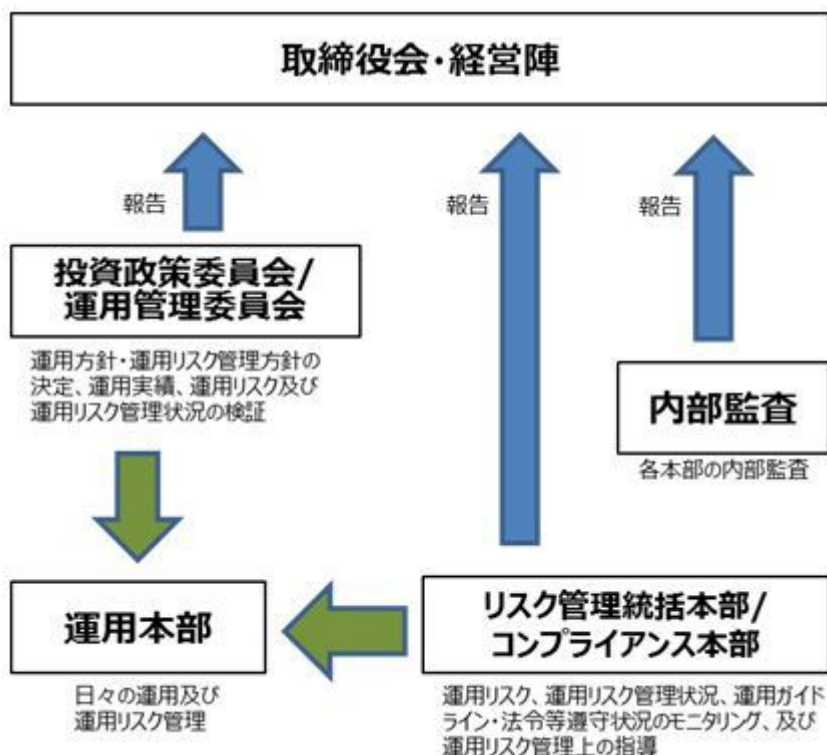 取締役会・経営陣
報告
報告
報告
投資政策委員会/
運用管理委員会
運用方針・運用リスク管理方針の
決定、運用実績、運用リスク及び
運用リスク管理状況の検証
内部監査
各本部の内部監査
運用本部
日々の運用及び
運用リスク管理
リスク管理統括本部/
コンプライアンス本部
運用リスク、運用リスク管理状況、運用ガイド
ライン・法令等遵守状況のモニタリング、及び
運用リスク管理上の指導